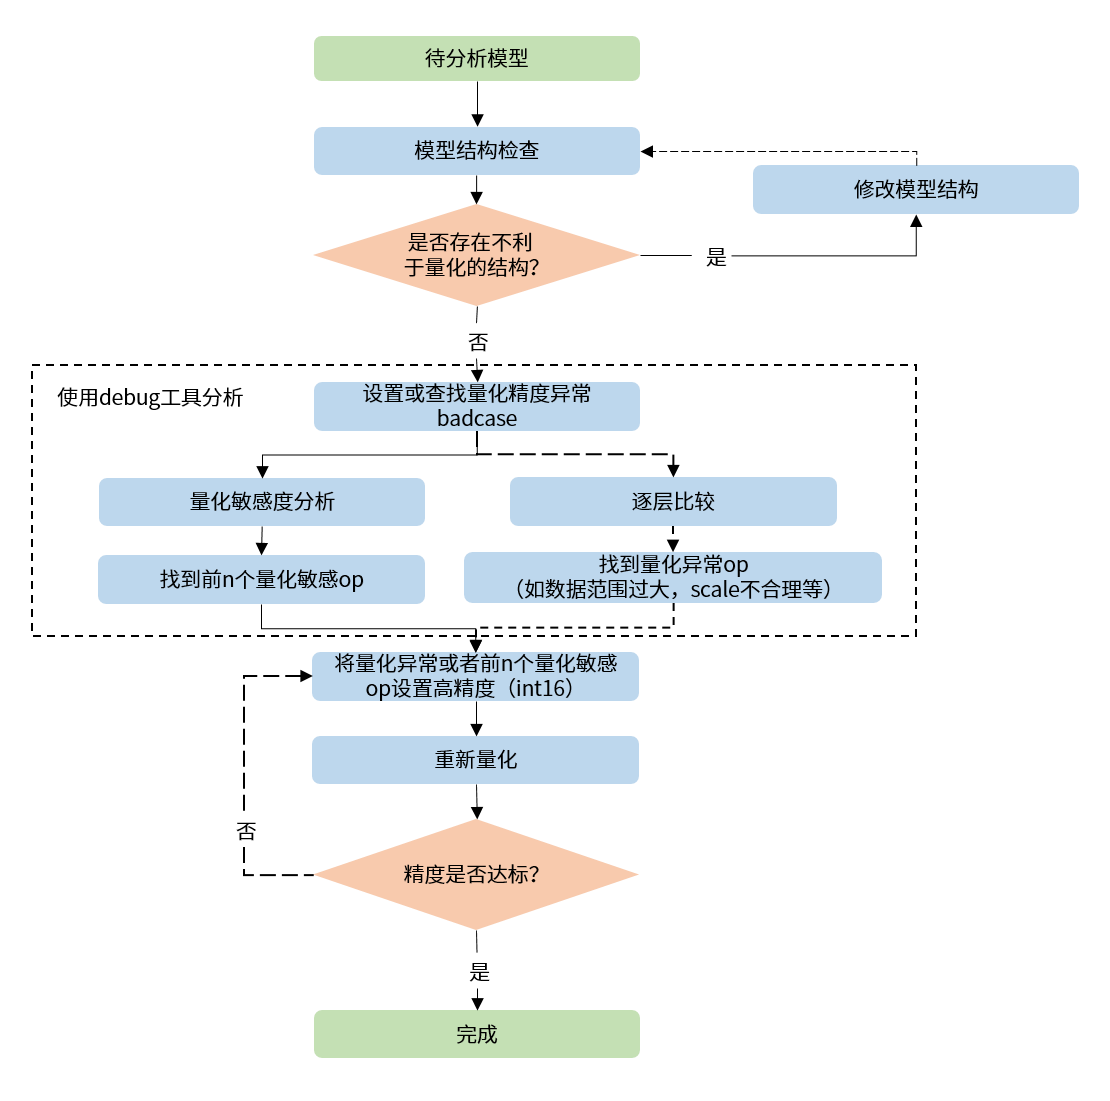 待分析模型
模型结构检查
修改模型结构
是否存在不利
于量化的结构?
是
否
使用debug工具分析
设置或查找量化精度异常
badcase
量化敏感度分析
逐层比较
找到前n个量化敏感op
找到量化异常op
（如数据范围过大，scale不合理等）
将量化异常或者前n个量化敏感
op设置高精度（int16）
重新量化
否
精度是否达标?
是
完成